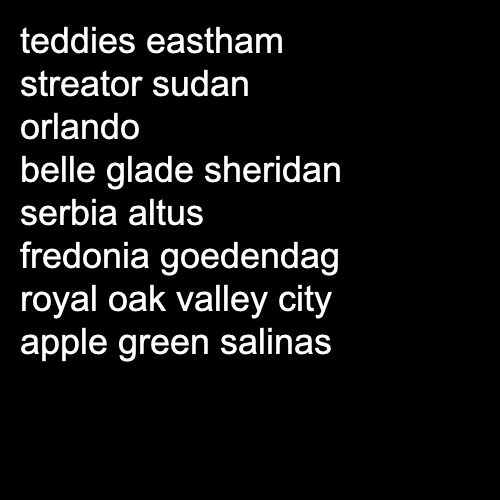 teddies eastham
streator sudan
orlando
belle glade sheridan
serbia altus
fredonia goedendag
royal oak valley city
apple green salinas